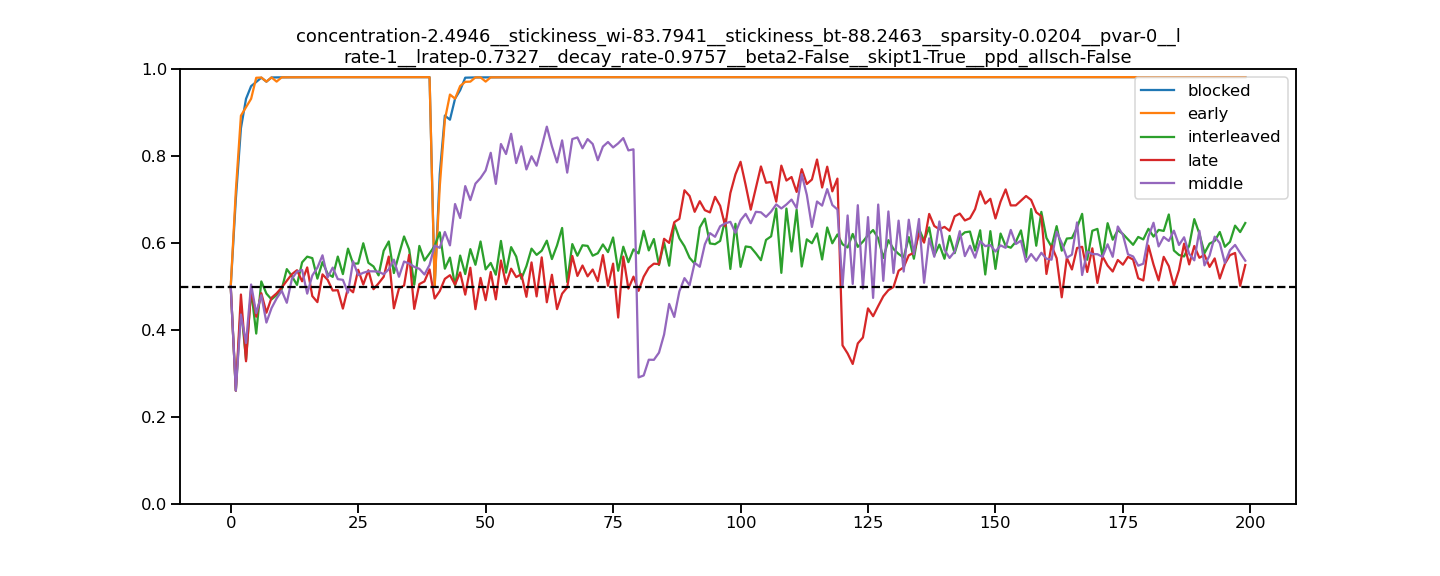 concentration-2.4946__stickiness_wi-83.7941__stickiness_bt-88.2463__sparsity-0.0204__pvar-0__l
rate-1__lratep-0.7327__decay_rate-0.9757__beta2-False__skipt1-True__ppd_allsch-False
1.0
0.8
0.6
0.4
0.2
0.0
blocked
early
interleaved
late
middle
0 25 50 75 100 125 150 175 200